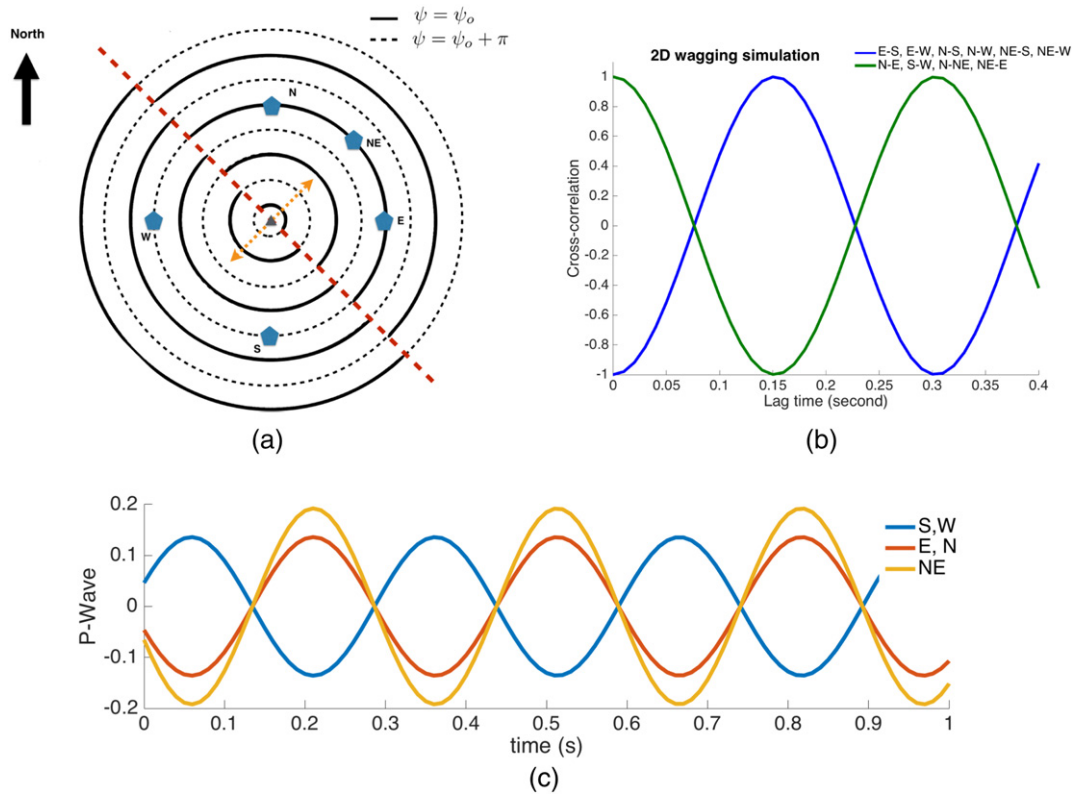 North
ψ = ψₒ
ψ = ψₒ + π
N
NE
E
W
S
(a)
2D wagging simulation
E-S, E-W, N-S, N-W, NE-S, NE-W
N-E, S-W, N-NE, NE-E
Cross-correlation
1
0.8
0.6
0.4
0.2
0
-0.2
-0.4
-0.6
-0.8
-1
0 0.05 0.1 0.15 0.2 0.25 0.3 0.35 0.4
Lag time (second)
(b)
P-Wave
0.2
0.1
0
-0.1
-0.2
S,W
E, N
NE
0 0.1 0.2 0.3 0.4 0.5 0.6 0.7 0.8 0.9 1
time (s)
(c)